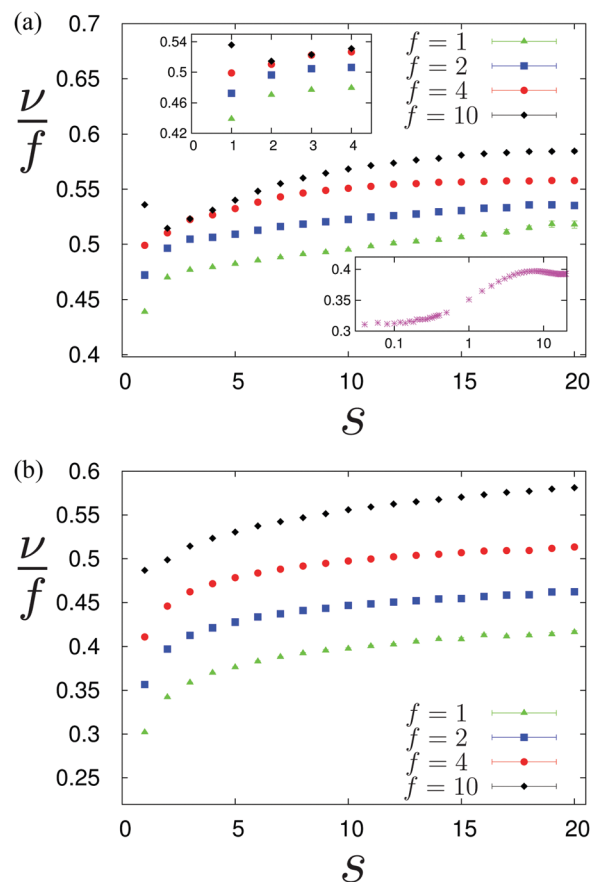 (a)
ν/f
0.7
0.65
0.6
0.55
0.5
0.45
0.4
0 5 10 15 20
s
f = 1
f = 2
f = 4
f = 10
0.54
0.5
0.46
0.42
0 1 2 3 4
0.4
0.35
0.3
0.1 1 10
(b)
ν/f
0.6
0.55
0.5
0.45
0.4
0.35
0.3
0.25
0 5 10 15 20
s
f = 1
f = 2
f = 4
f = 10